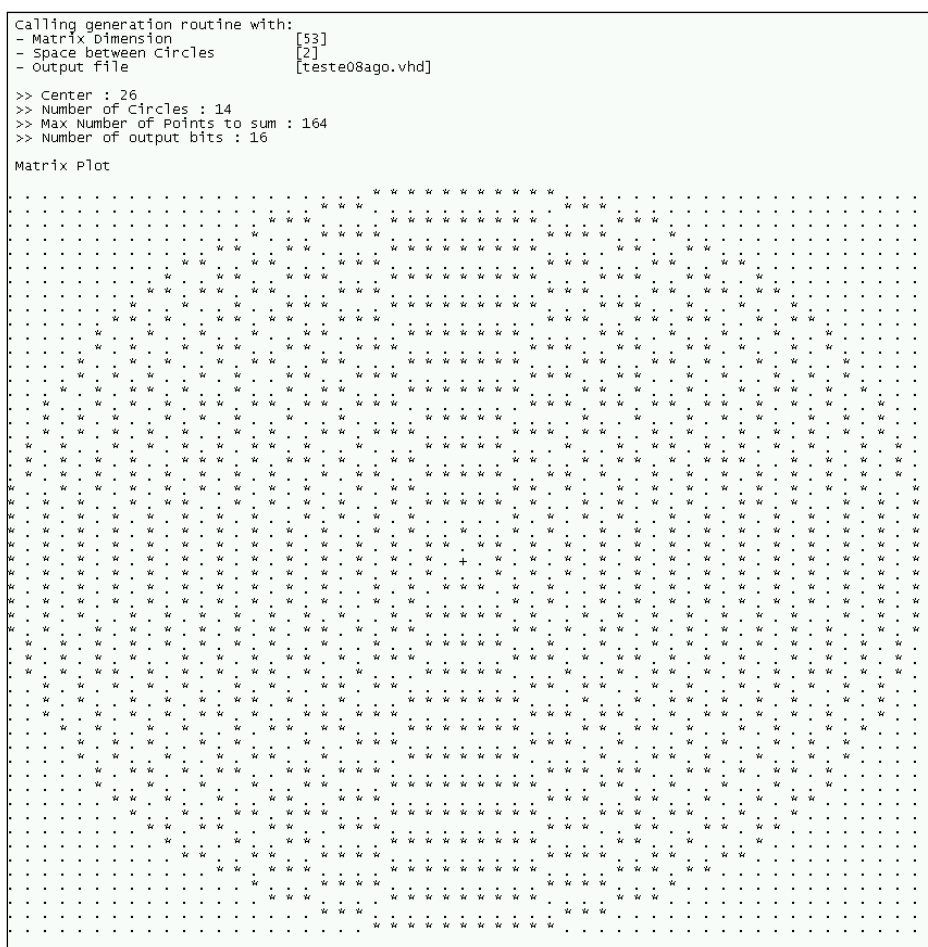 Calling generation routine with:
– Matrix Dimension [53]
– Space between Circles [2]
– Output file [teste08ago.vhd]
>> Center : 26
>> Number of Circles : 14
>> Max Number of Points to sum : 164
>> Number of output bits : 16
Matrix Plot